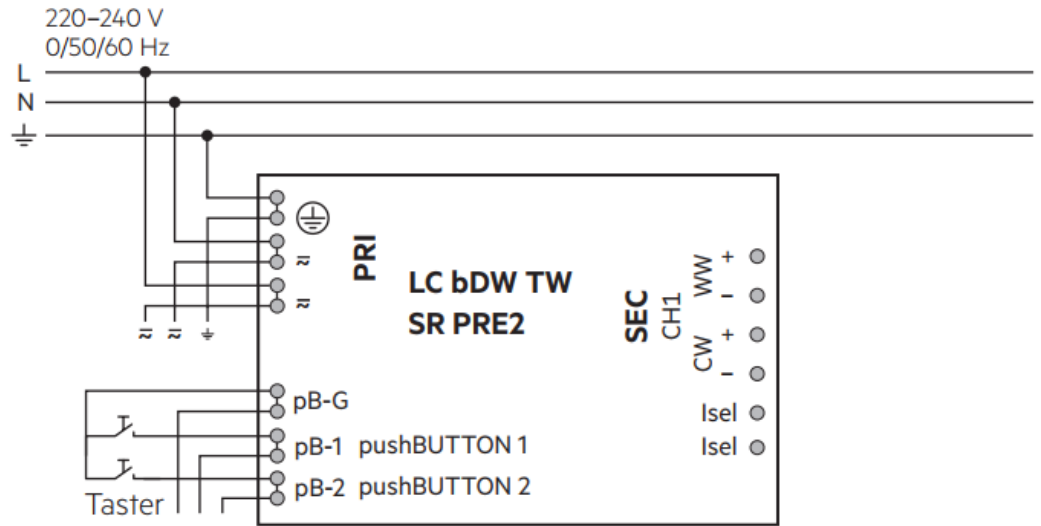 220–240 V
0/50/60 Hz
L
N
PRI
LC bDW TW
SR PRE2
SEC
CH1
WW
+
–
CW
+
–
Isel
Isel
pB-G
pB-1 pushBUTTON 1
pB-2 pushBUTTON 2
Taster